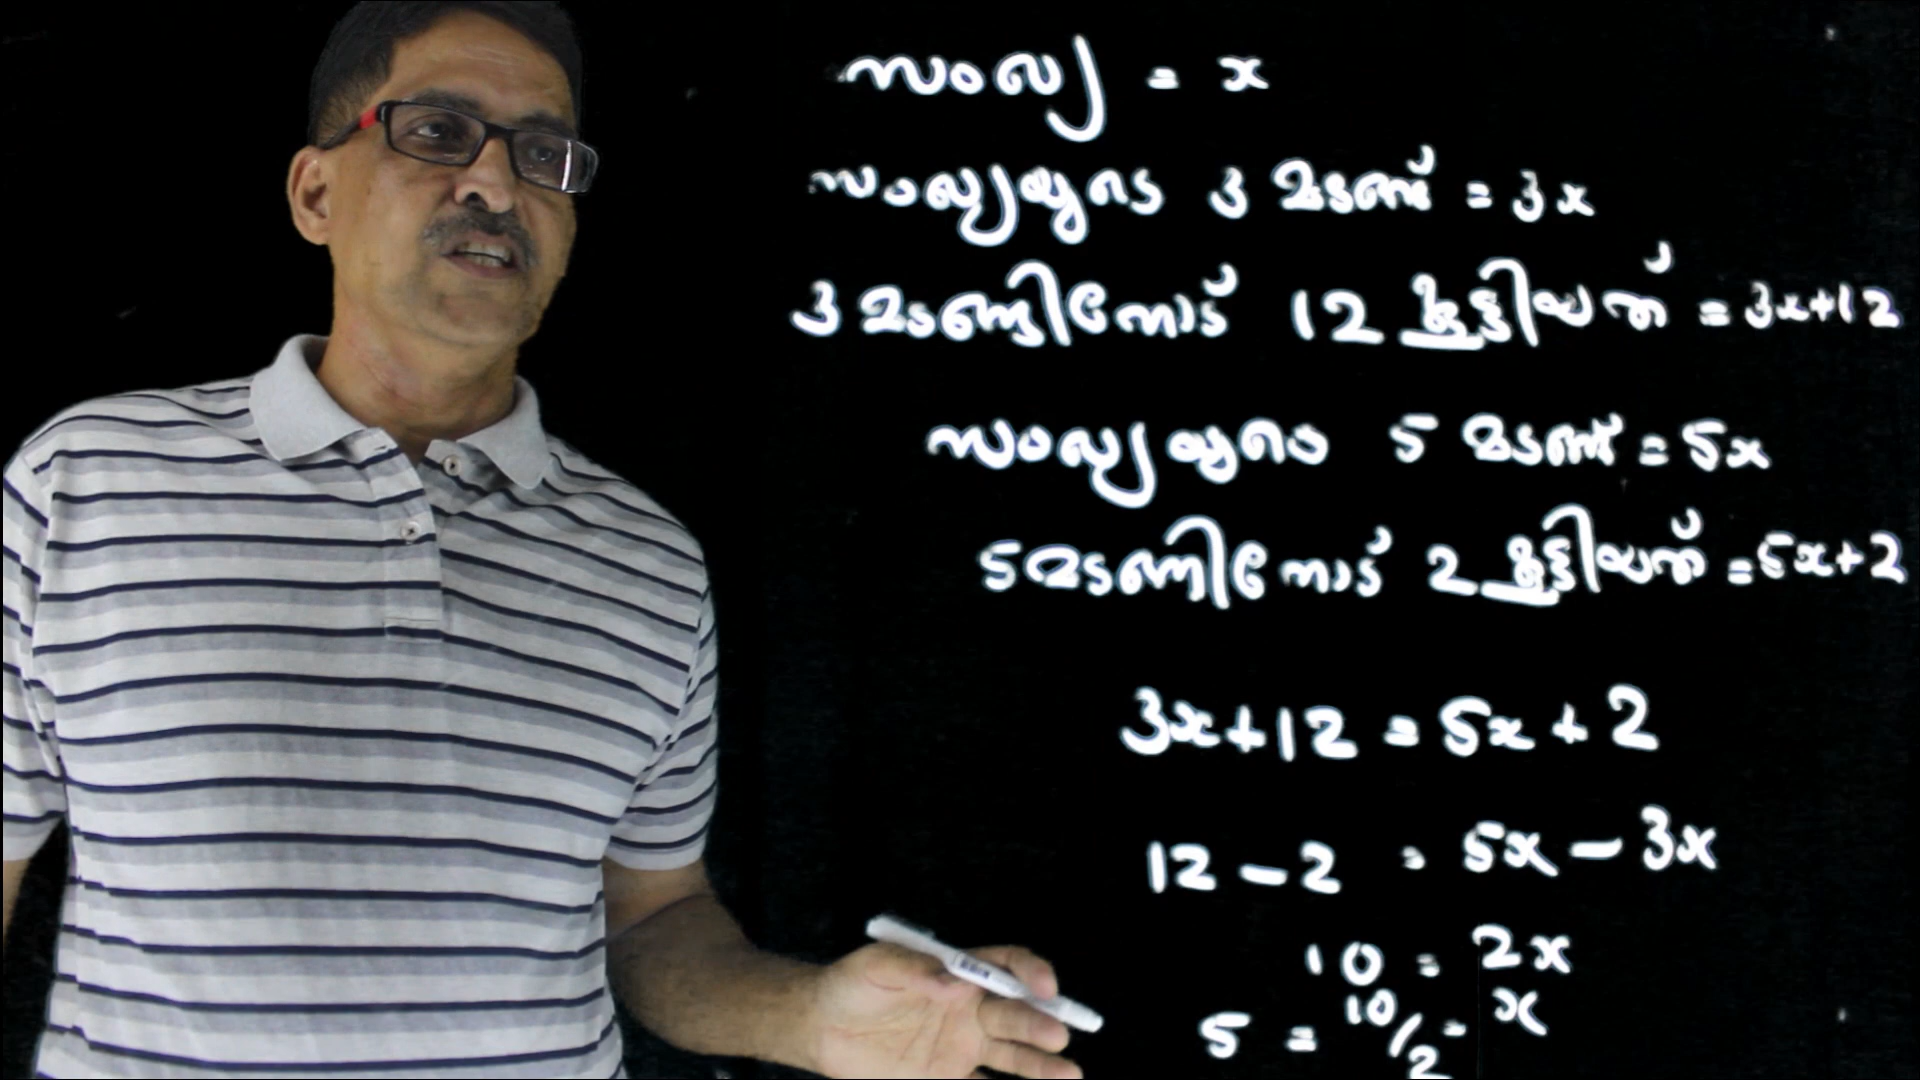 സംഖ്യ = x
സംഖ്യയുടെ 3 മടങ്ങ് = 3x
3 മടങ്ങിനോട് 12 കൂട്ടിയത് = 3x+12
സംഖ്യയുടെ 5 മടങ്ങ് = 5x
5 മടങ്ങിനോട് 2 കൂട്ടിയത് = 5x+2
3x+12 = 5x+2
12-2 = 5x-3x
10 = 2x
5 = 10/2 = x